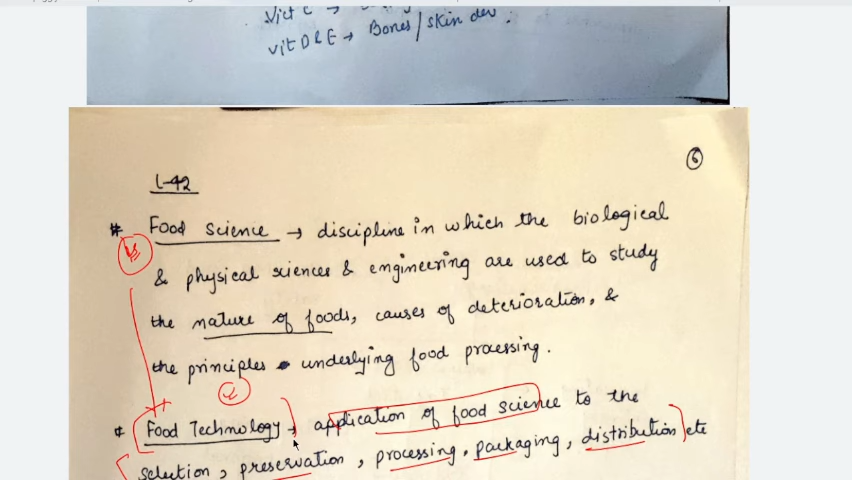 Vit C →
Vit D & E → Bones / skin dev.
6
L-42
# Food Science → discipline in which the biological
& physical sciences & engineering are used to study
the nature of foods, causes of deterioration, &
the principles underlying food processing.
Food Technology → application of food science to the
selection, preservation, processing, packaging, distribution etc